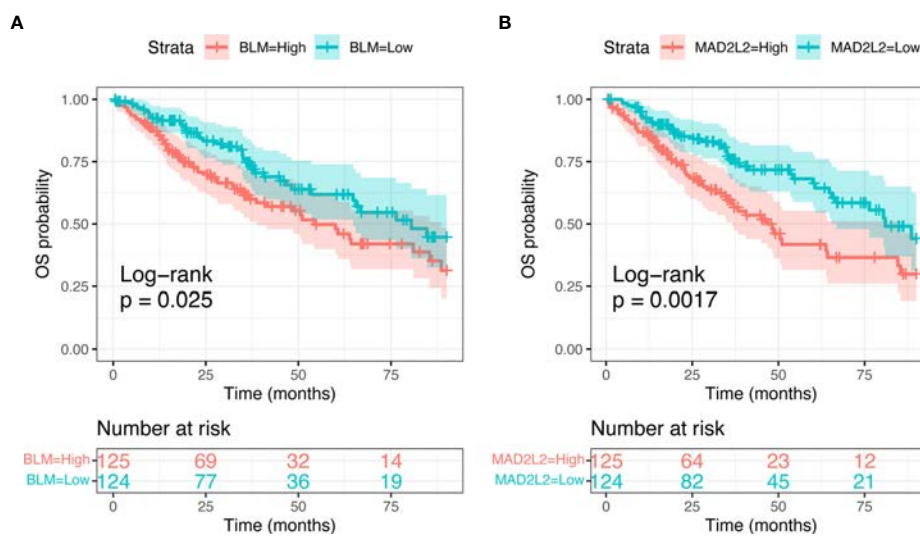 A
Strata BLM=High BLM=Low
1.00
0.75
0.50
0.25
0.00
OS probability
Log-rank
p = 0.025
0 25 50 75
Time (months)
Number at risk
BLM=High 125 69 32 14
BLM=Low 124 77 36 19
0 25 50 75
Time (months)
B
Strata MAD2L2=High MAD2L2=Low
1.00
0.75
0.50
0.25
0.00
OS probability
Log-rank
p = 0.0017
0 25 50 75
Time (months)
Number at risk
MAD2L2=High 125 64 23 12
MAD2L2=Low 124 82 45 21
0 25 50 75
Time (months)